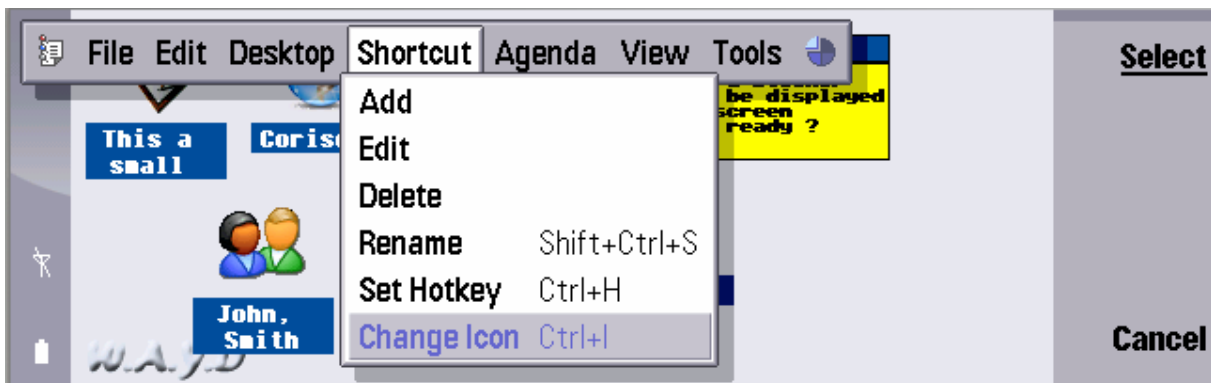 File Edit Desktop Shortcut Agenda View Tools
Select
Add
Edit
Delete
Rename Shift+Ctrl+S
Set Hotkey Ctrl+H
Change Icon Ctrl+I
be displayed
screen
ready ?
This a
small
John,
Smith
W.A.Y.D
Cancel